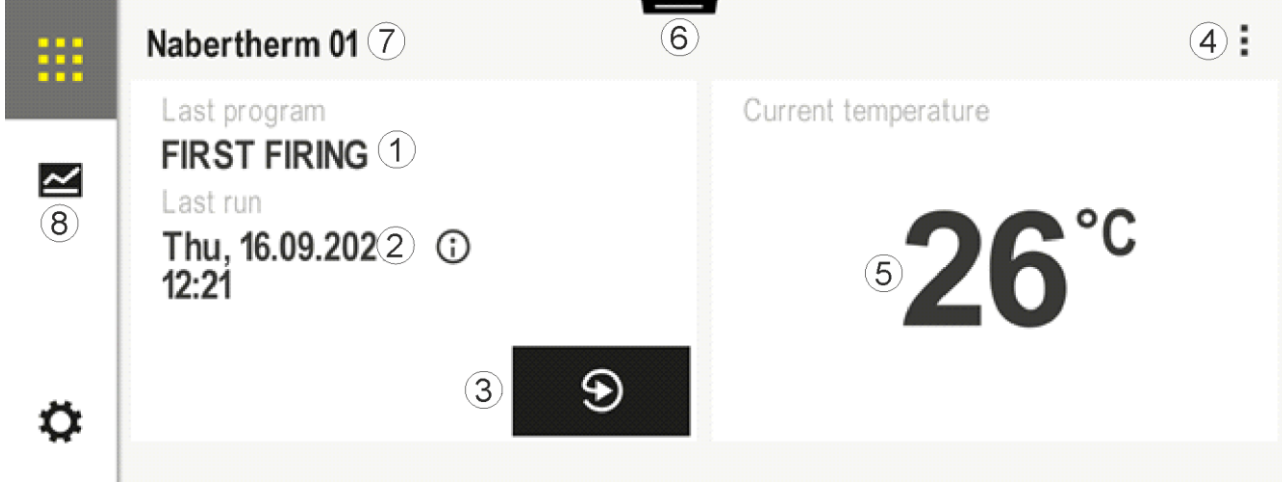 Nabertherm 01 7
6
4
Last program
FIRST FIRING 1
Last run
Thu, 16.09.202 2
12:21
3
Current temperature
5 26 °C
8